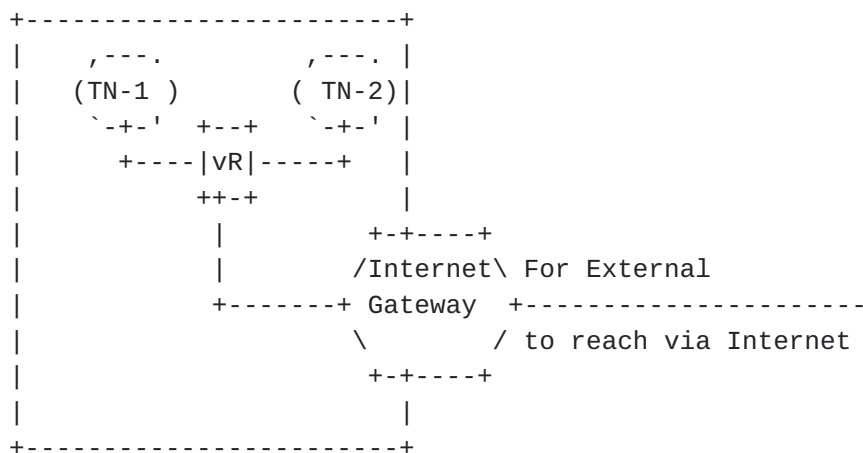 (TN-1 ) ( TN-2)
vR
Internet For External
Gateway
to reach via Internet